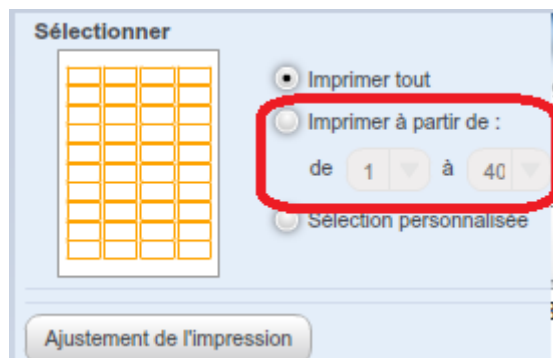 Sélectionner
Imprimer tout
Imprimer à partir de :
de 1 à 40
Sélection personnalisée
Ajustement de l'impression